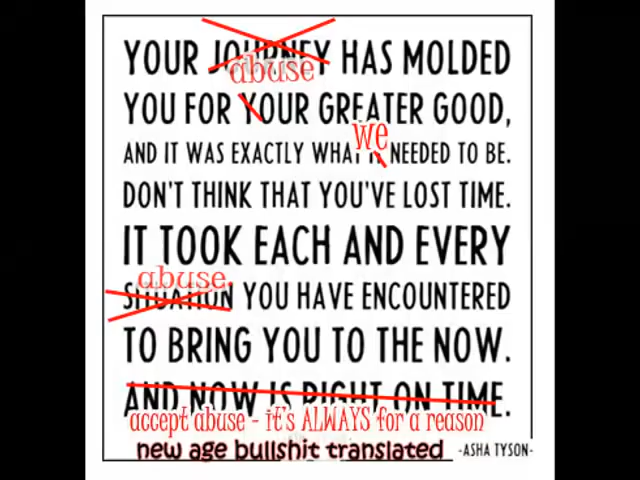 YOUR JOURNEY HAS MOLDED
abuse
YOU FOR YOUR GREATER GOOD,
we
AND IT WAS EXACTLY WHAT IT NEEDED TO BE.
DON'T THINK THAT YOU'VE LOST TIME.
IT TOOK EACH AND EVERY
abuse
SITUATION YOU HAVE ENCOUNTERED
TO BRING YOU TO THE NOW.
AND NOW IS RIGHT ON TIME.
accept abuse - it's ALWAYS for a reason
new age bullshit translated -ASHA TYSON-